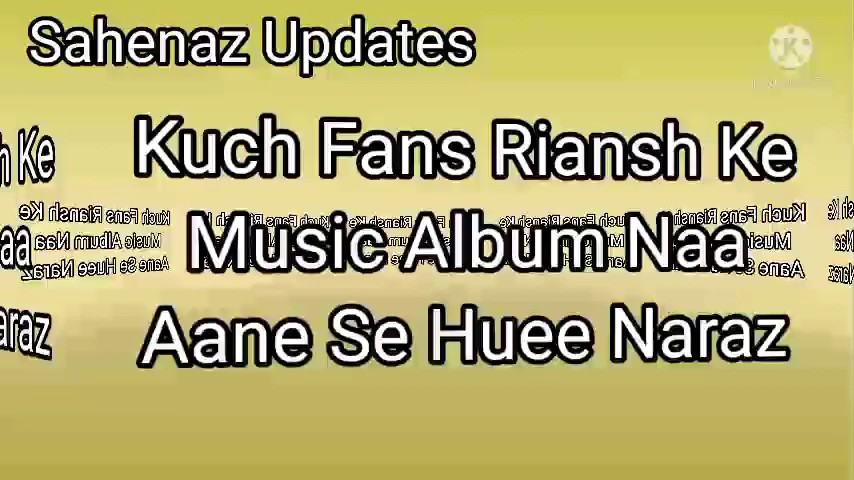 Sahenaz Updates
Kuch Fans Riansh Ke
Music Album Naa
Aane Se Huee Naraz